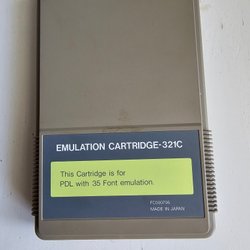 EMULATION CARTRIDGE-321C
This Cartridge is for
PDL with 35 Font emulation.
MADE IN JAPAN